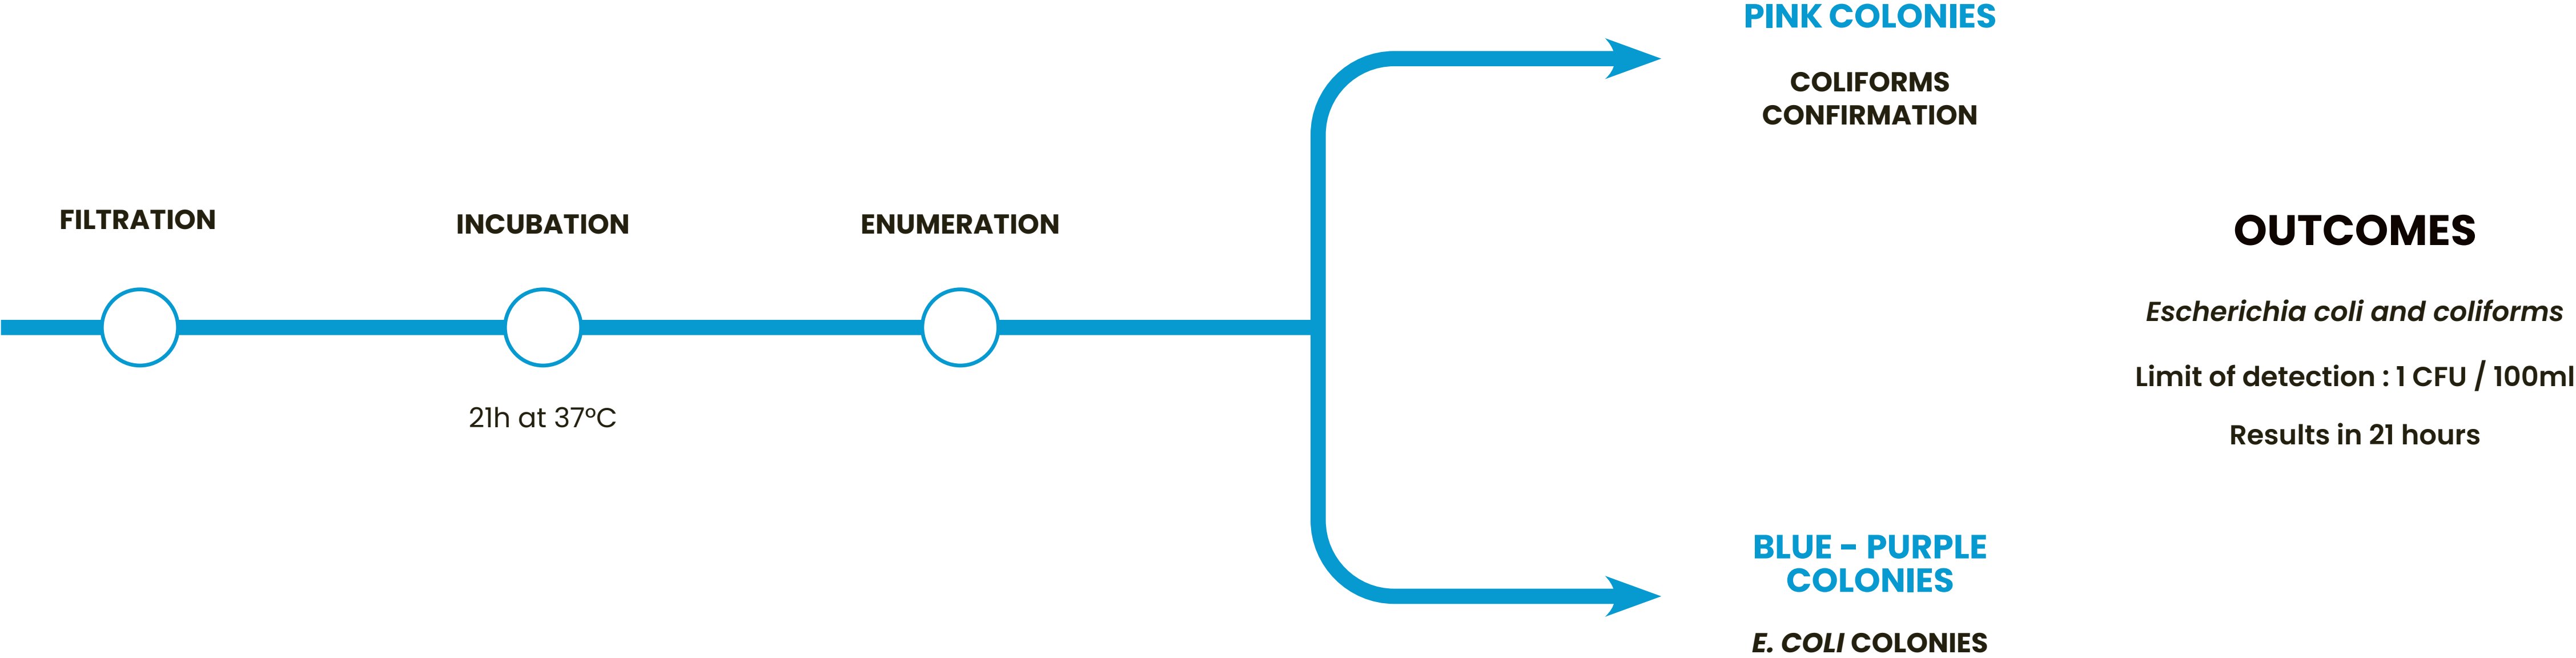 FILTRATION
INCUBATION
21h at 37°C
ENUMERATION
PINK COLONIES
COLIFORMS
CONFIRMATION
BLUE - PURPLE
COLONIES
E. COLI COLONIES
OUTCOMES
Escherichia coli and coliforms
Limit of detection : 1 CFU / 100ml
Results in 21 hours